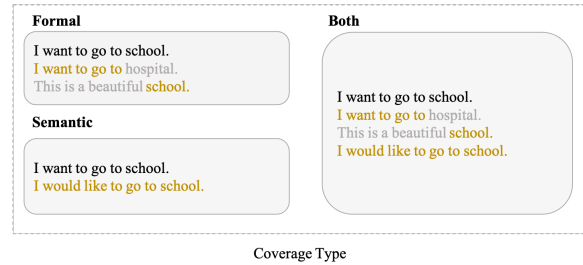 Formal
I want to go to school.
I want to go to hospital.
This is a beautiful school.
Semantic
I want to go to school.
I would like to go to school.
Both
I want to go to school.
I want to go to hospital.
This is a beautiful school.
I would like to go to school.
Coverage Type